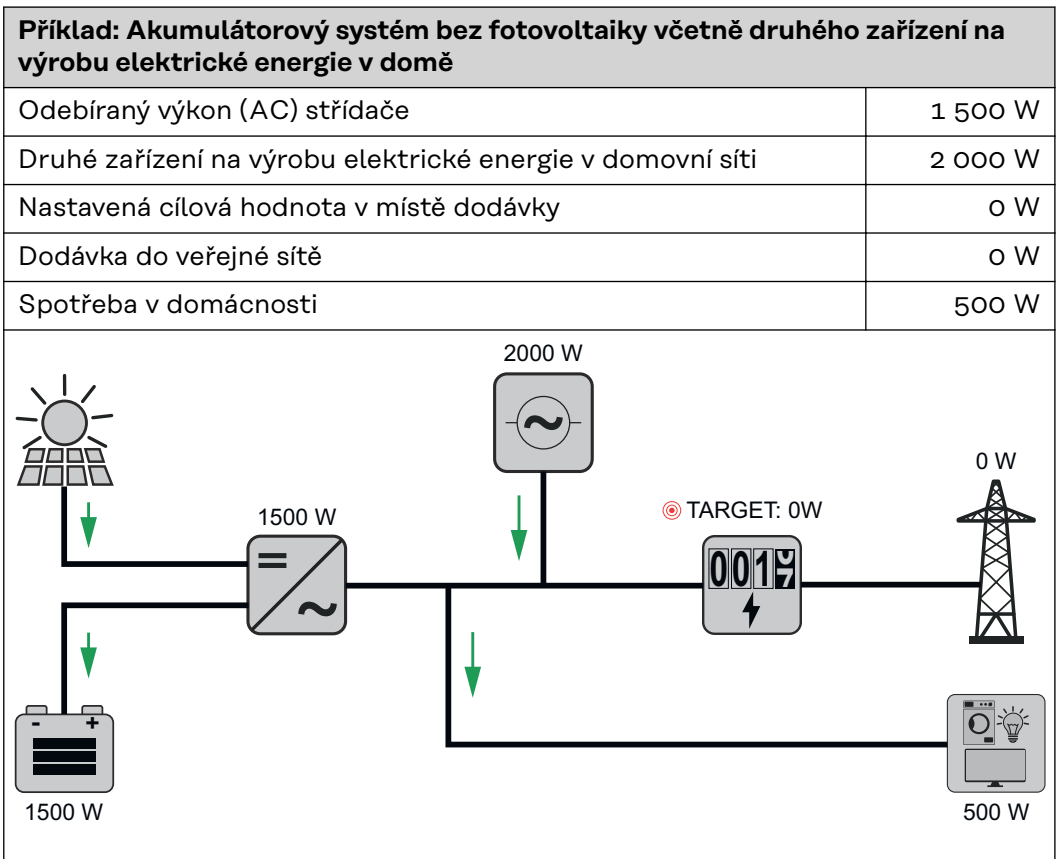 Příklad: Akumulátorový systém bez fotovoltaiky včetně druhého zařízení na
výrobu elektrické energie v domě
Odebíraný výkon (AC) střídače 1 500 W
Druhé zařízení na výrobu elektrické energie v domovní síti 2 000 W
Nastavená cílová hodnota v místě dodávky 0 W
Dodávka do veřejné sítě 0 W
Spotřeba v domácnosti 500 W
2000 W
0 W
1500 W
TARGET: 0W
001
- +
1500 W
500 W